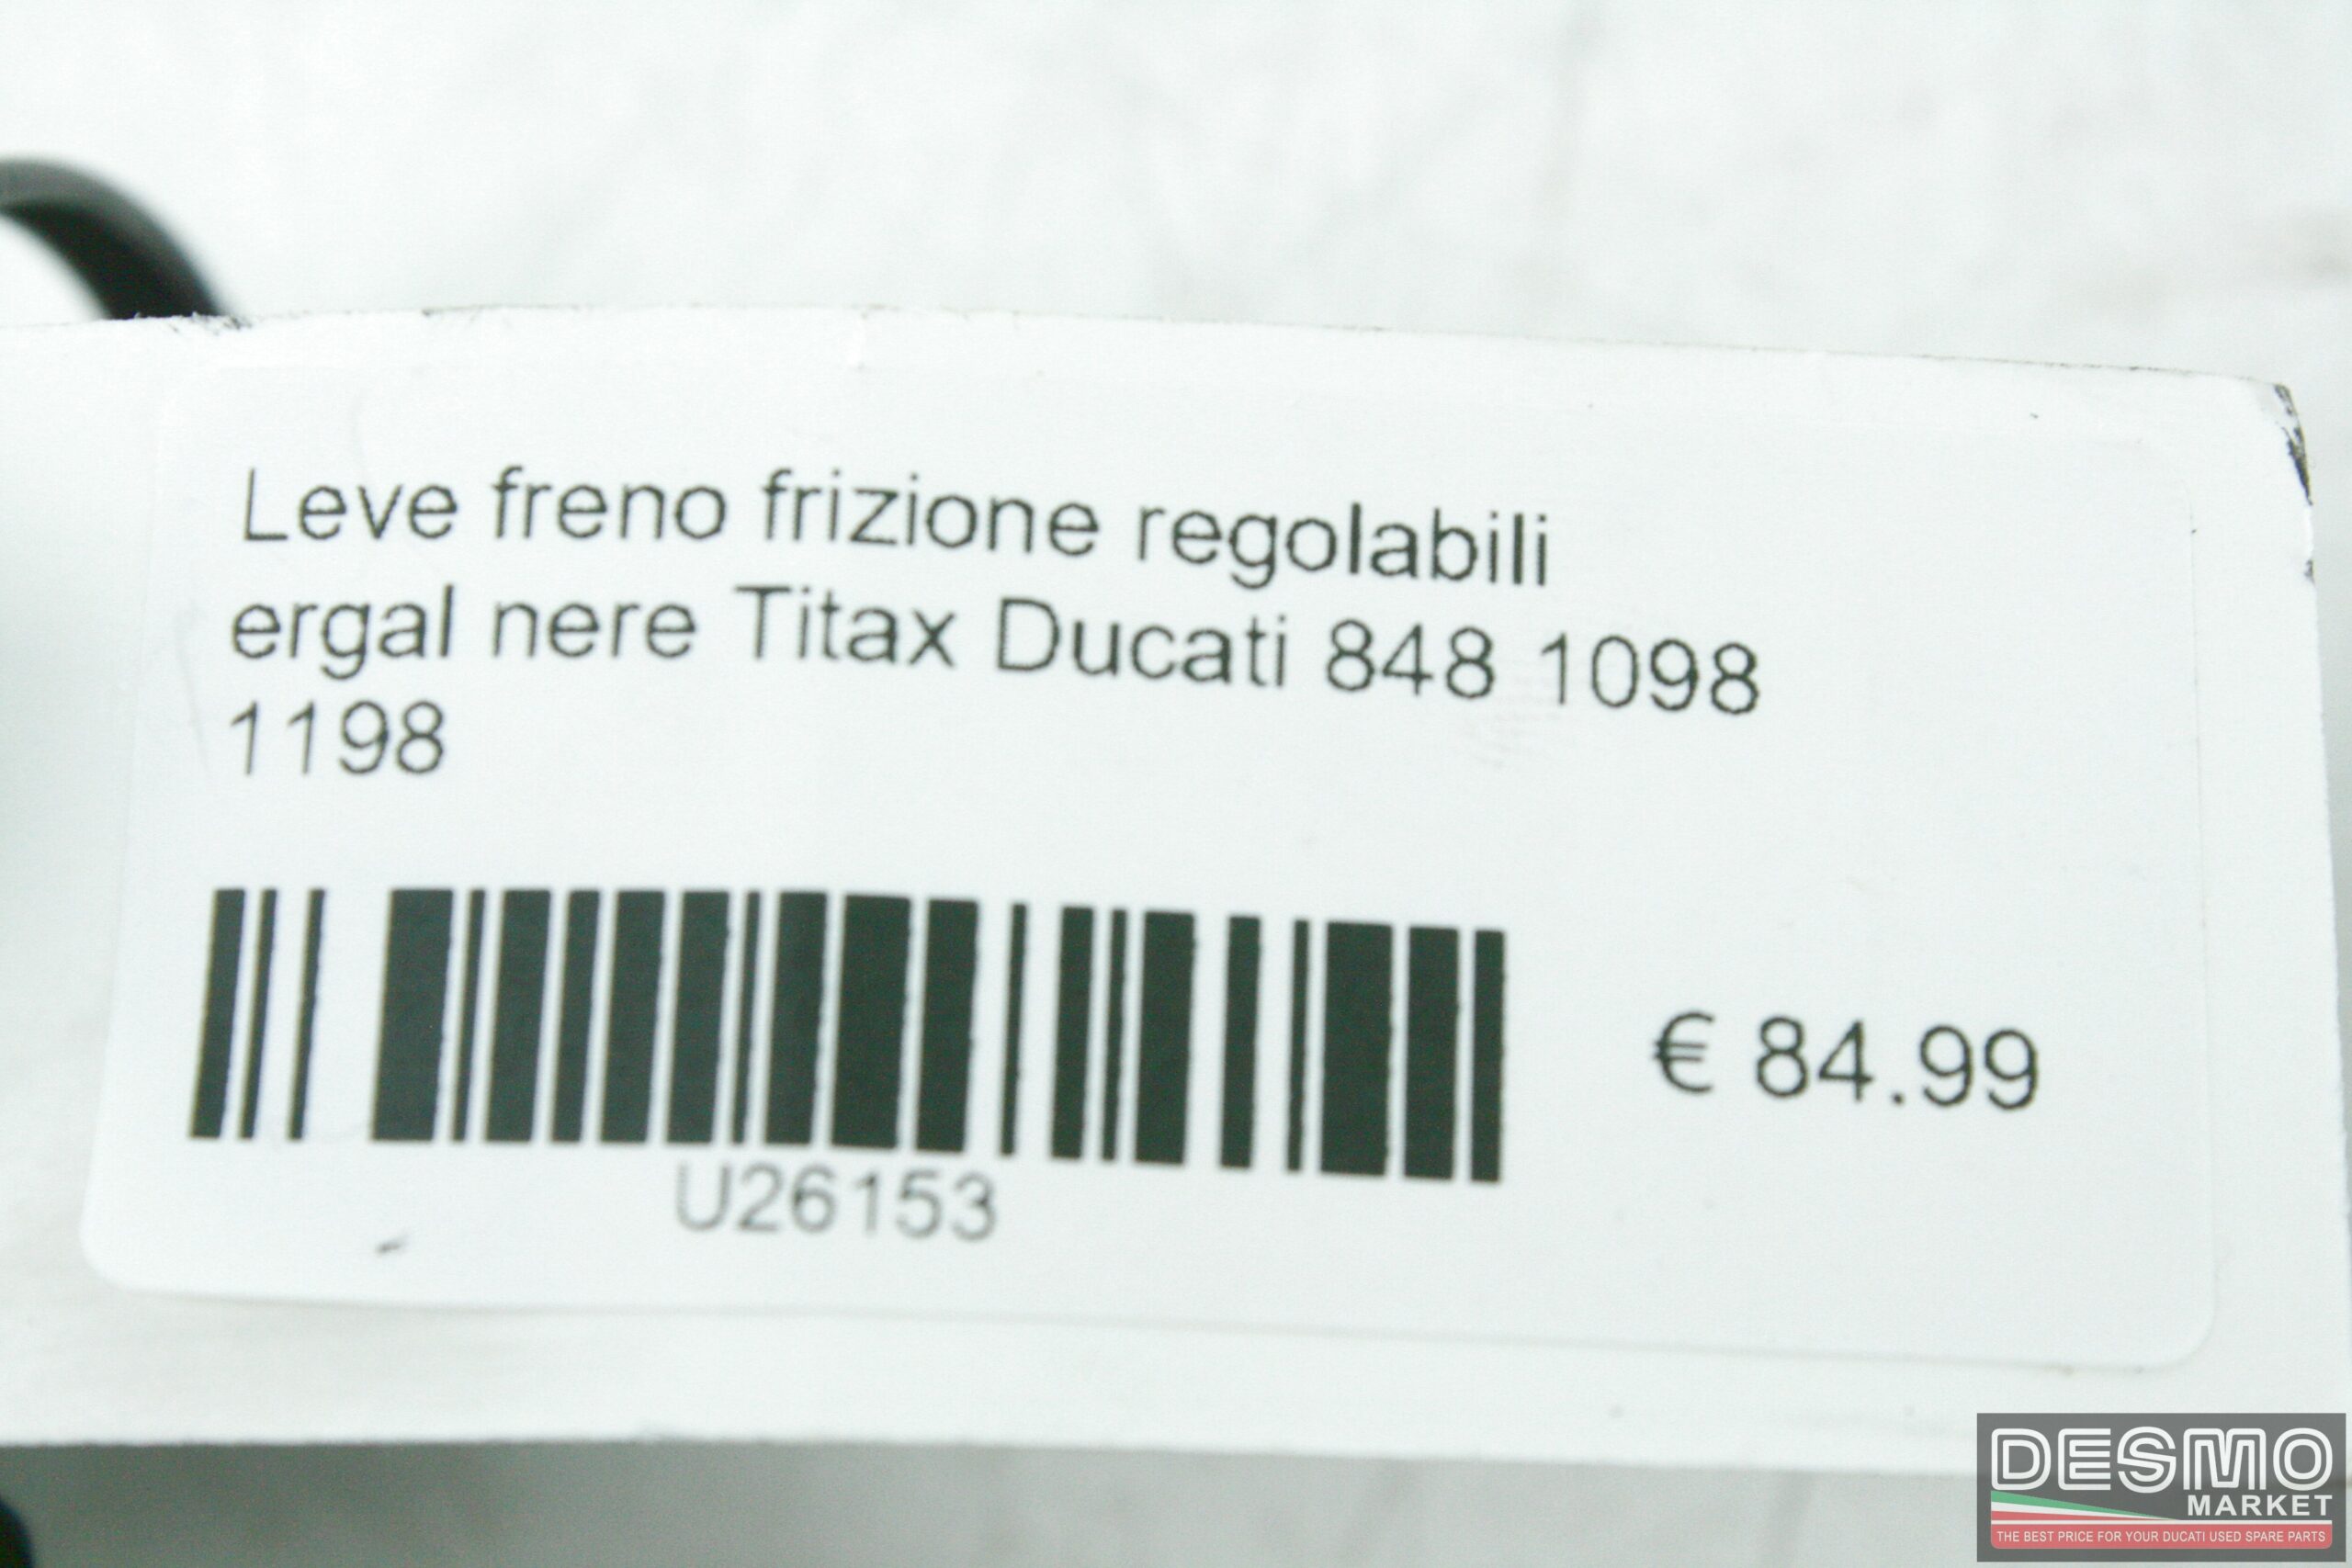 Leve freno frizione regolabili
ergal nere Titax Ducati 848 1098
1198
€ 84.99
U26153
DESMO
MARKET
THE BEST PRICE FOR YOUR DUCATI USED SPARE PARTS